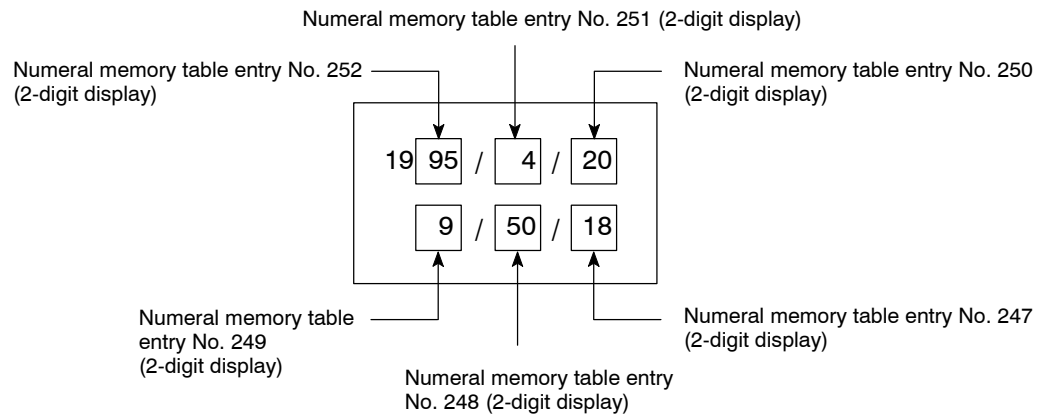 Numeral memory table entry No. 251 (2-digit display)
Numeral memory table entry No. 252
(2-digit display)
Numeral memory table entry No. 250
(2-digit display)
19 95 / 4 / 20
9 / 50 / 18
Numeral memory table
entry No. 249
(2-digit display)
Numeral memory table entry
No. 248 (2-digit display)
Numeral memory table entry No. 247
(2-digit display)